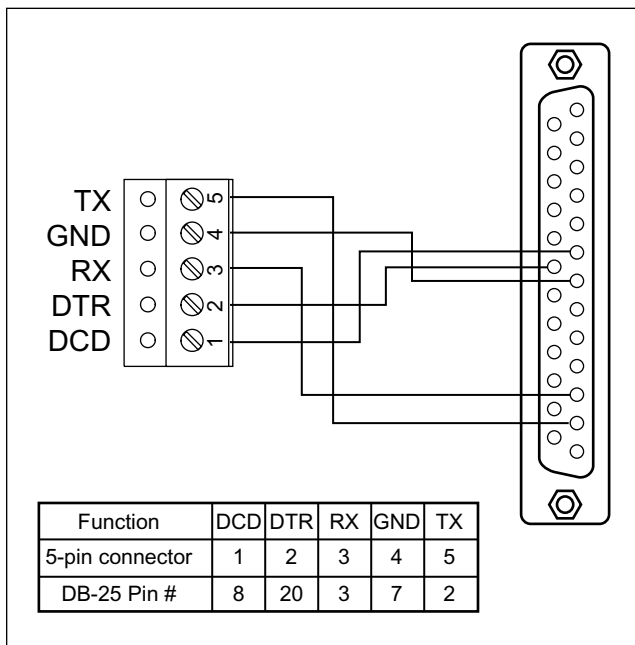 TX 5
GND 4
RX 3
DTR 2
DCD 1
Function DCD DTR RX GND TX
5-pin connector 1 2 3 4 5
DB-25 Pin # 8 20 3 7 2